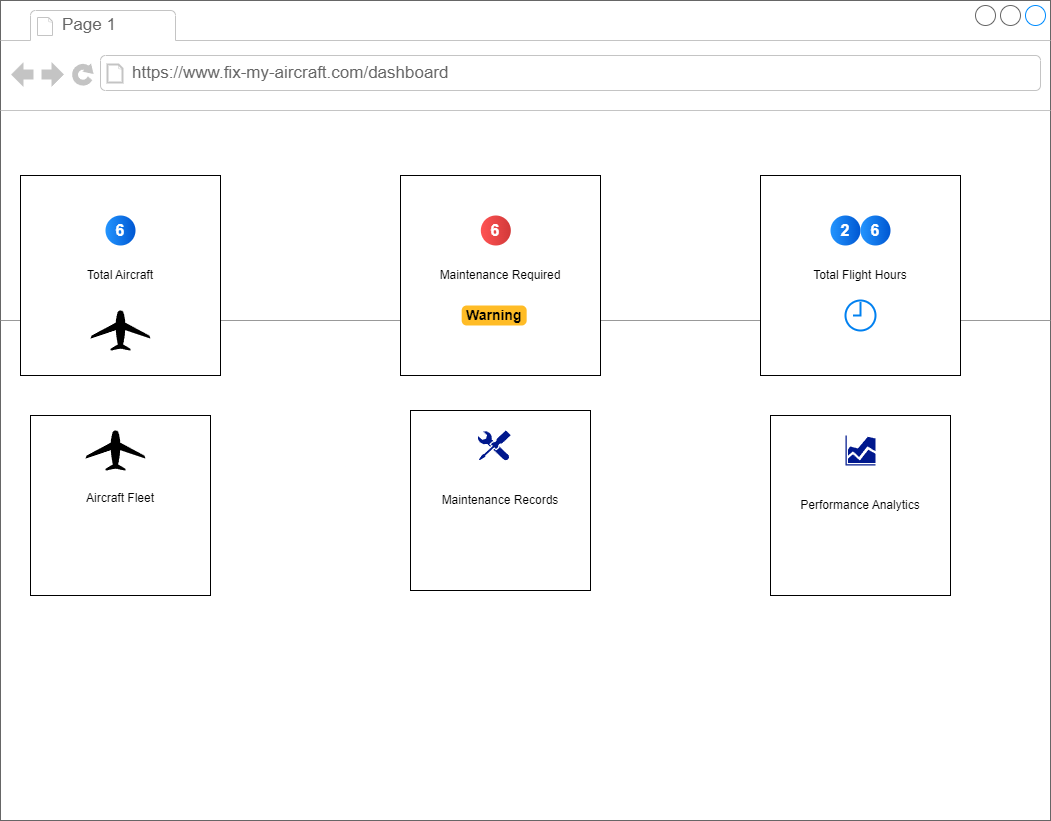 Page 1
https://www.fix-my-aircraft.com/dashboard
6
Total Aircraft
6
Maintenance Required
Warning
2 6
Total Flight Hours
Aircraft Fleet
Maintenance Records
Performance Analytics